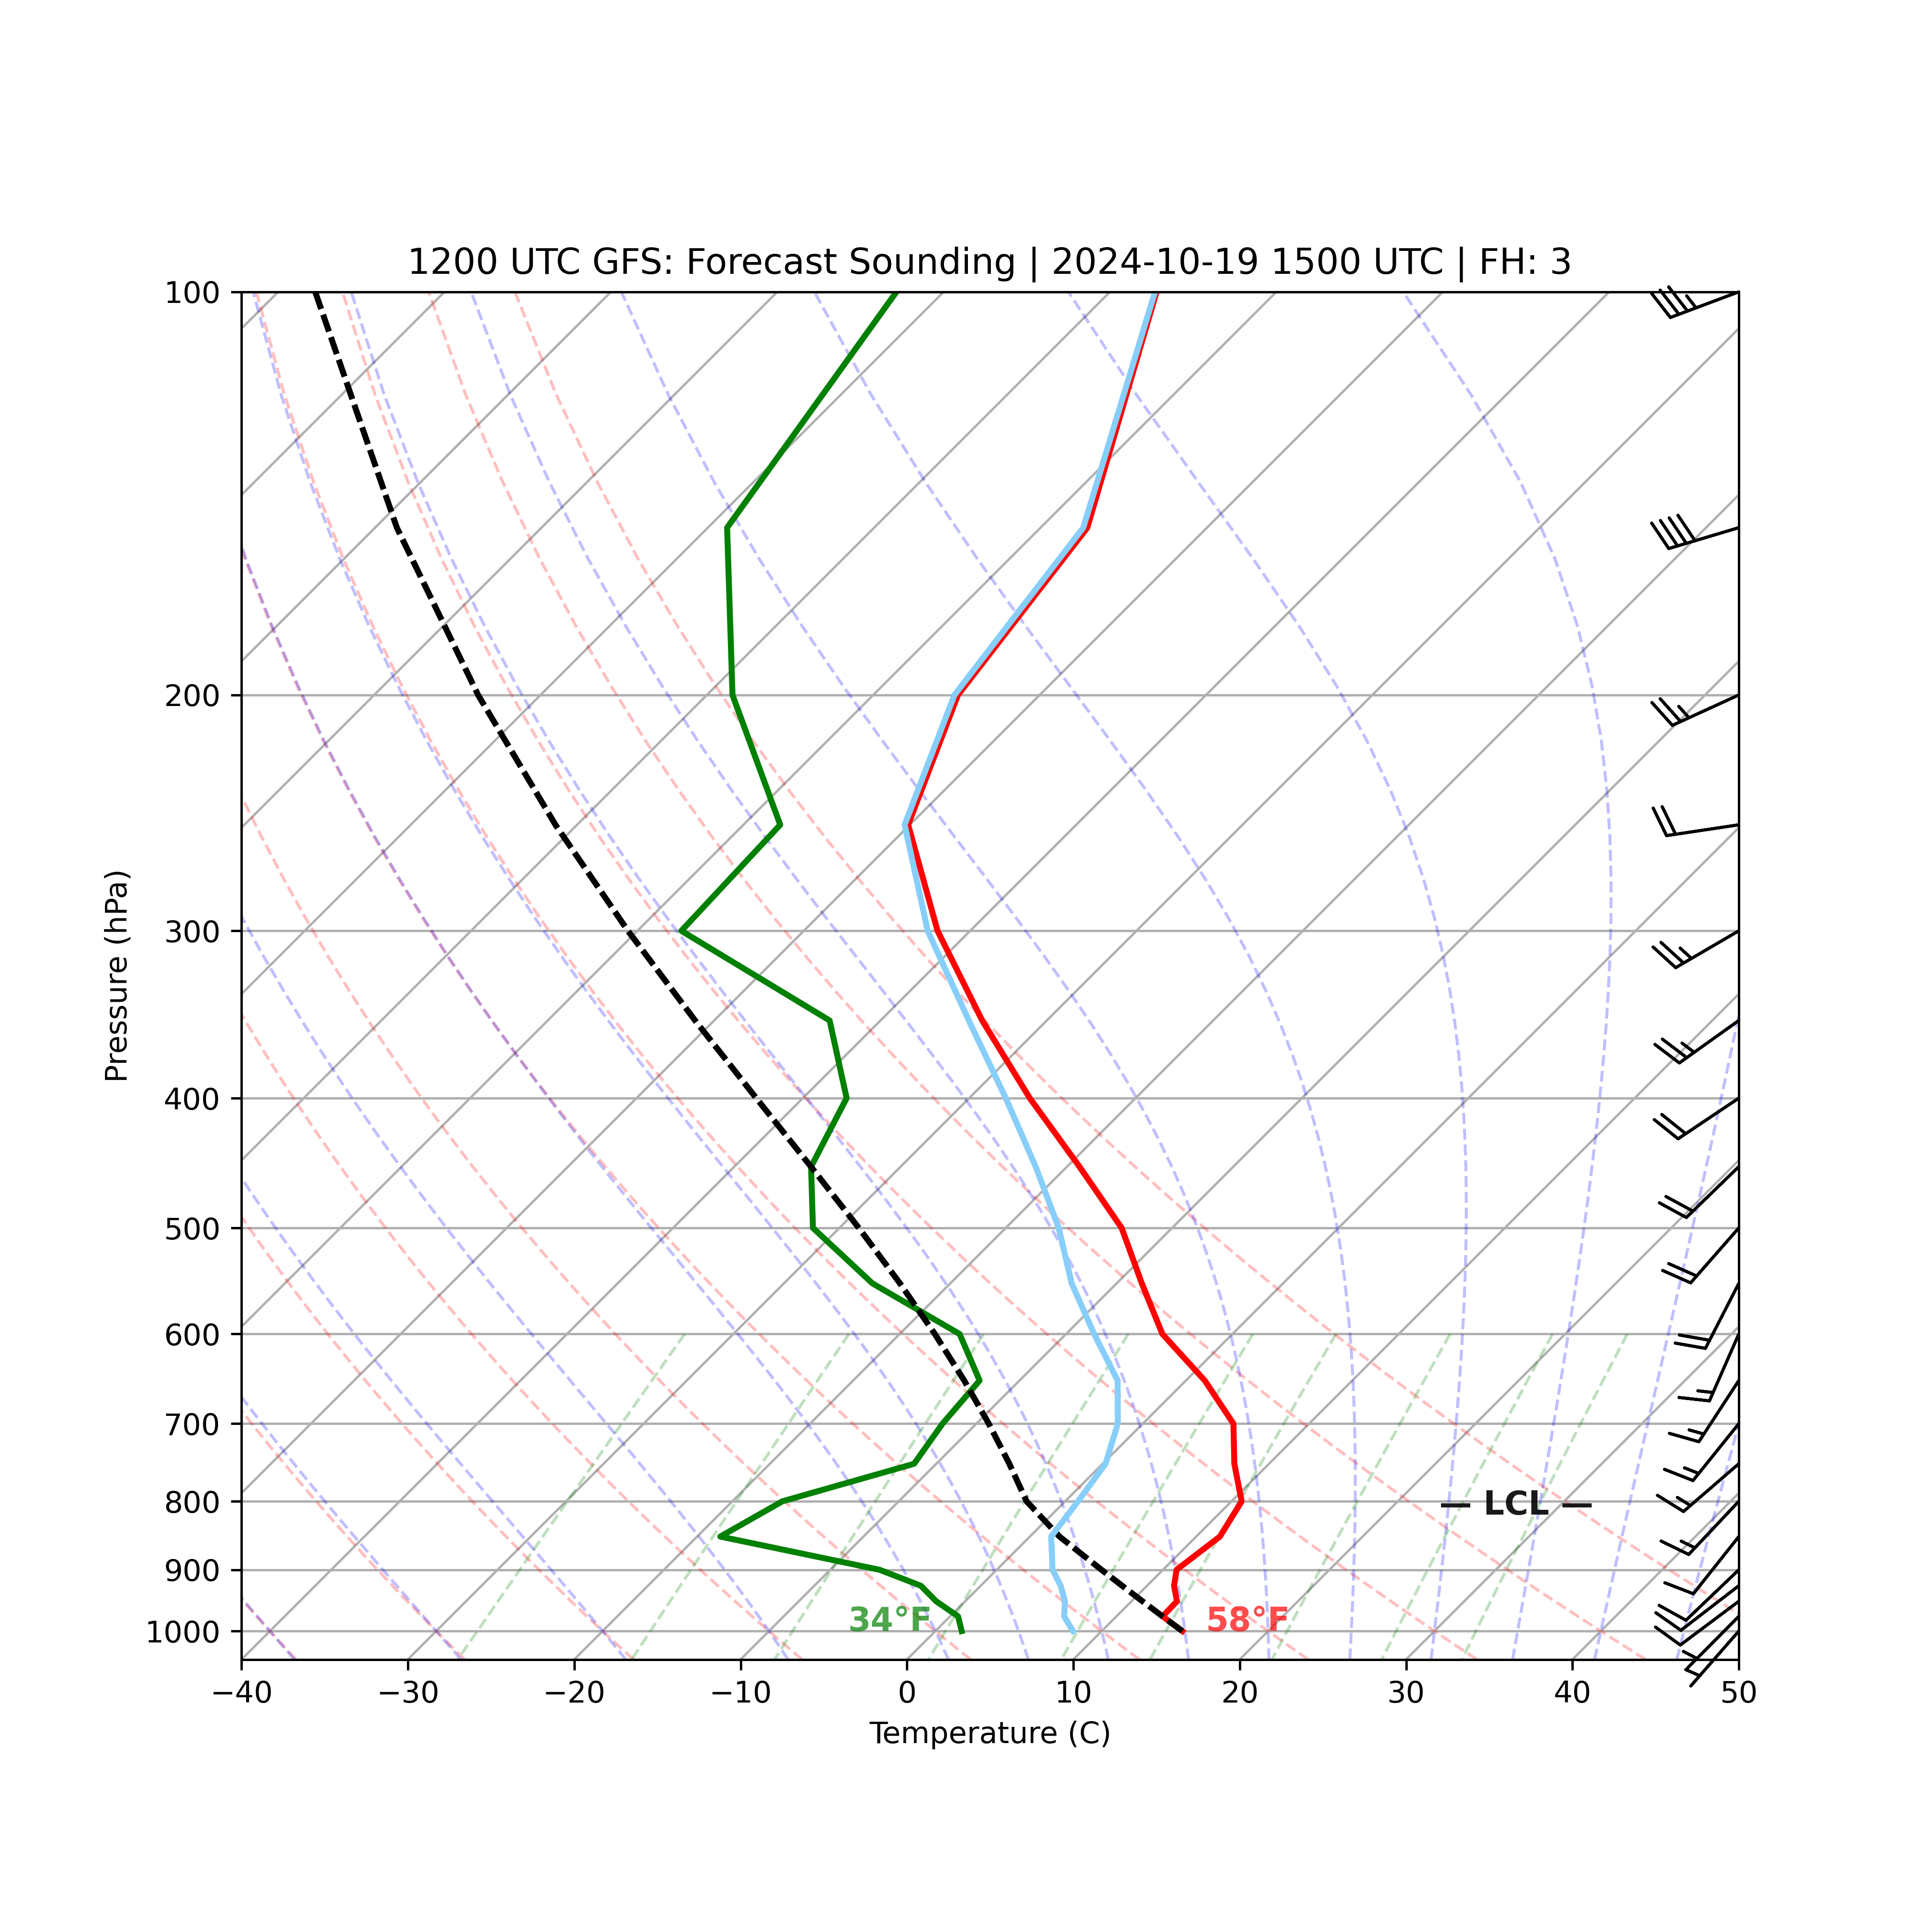 1200 UTC GFS: Forecast Sounding | 2024-10-19 1500 UTC | FH: 3
100
200
300
400
500
600
700
800
900
1000
Pressure (hPa)
— LCL —
34°F
58°F
−40 −30 −20 −10 0 10 20 30 40 50
Temperature (C)